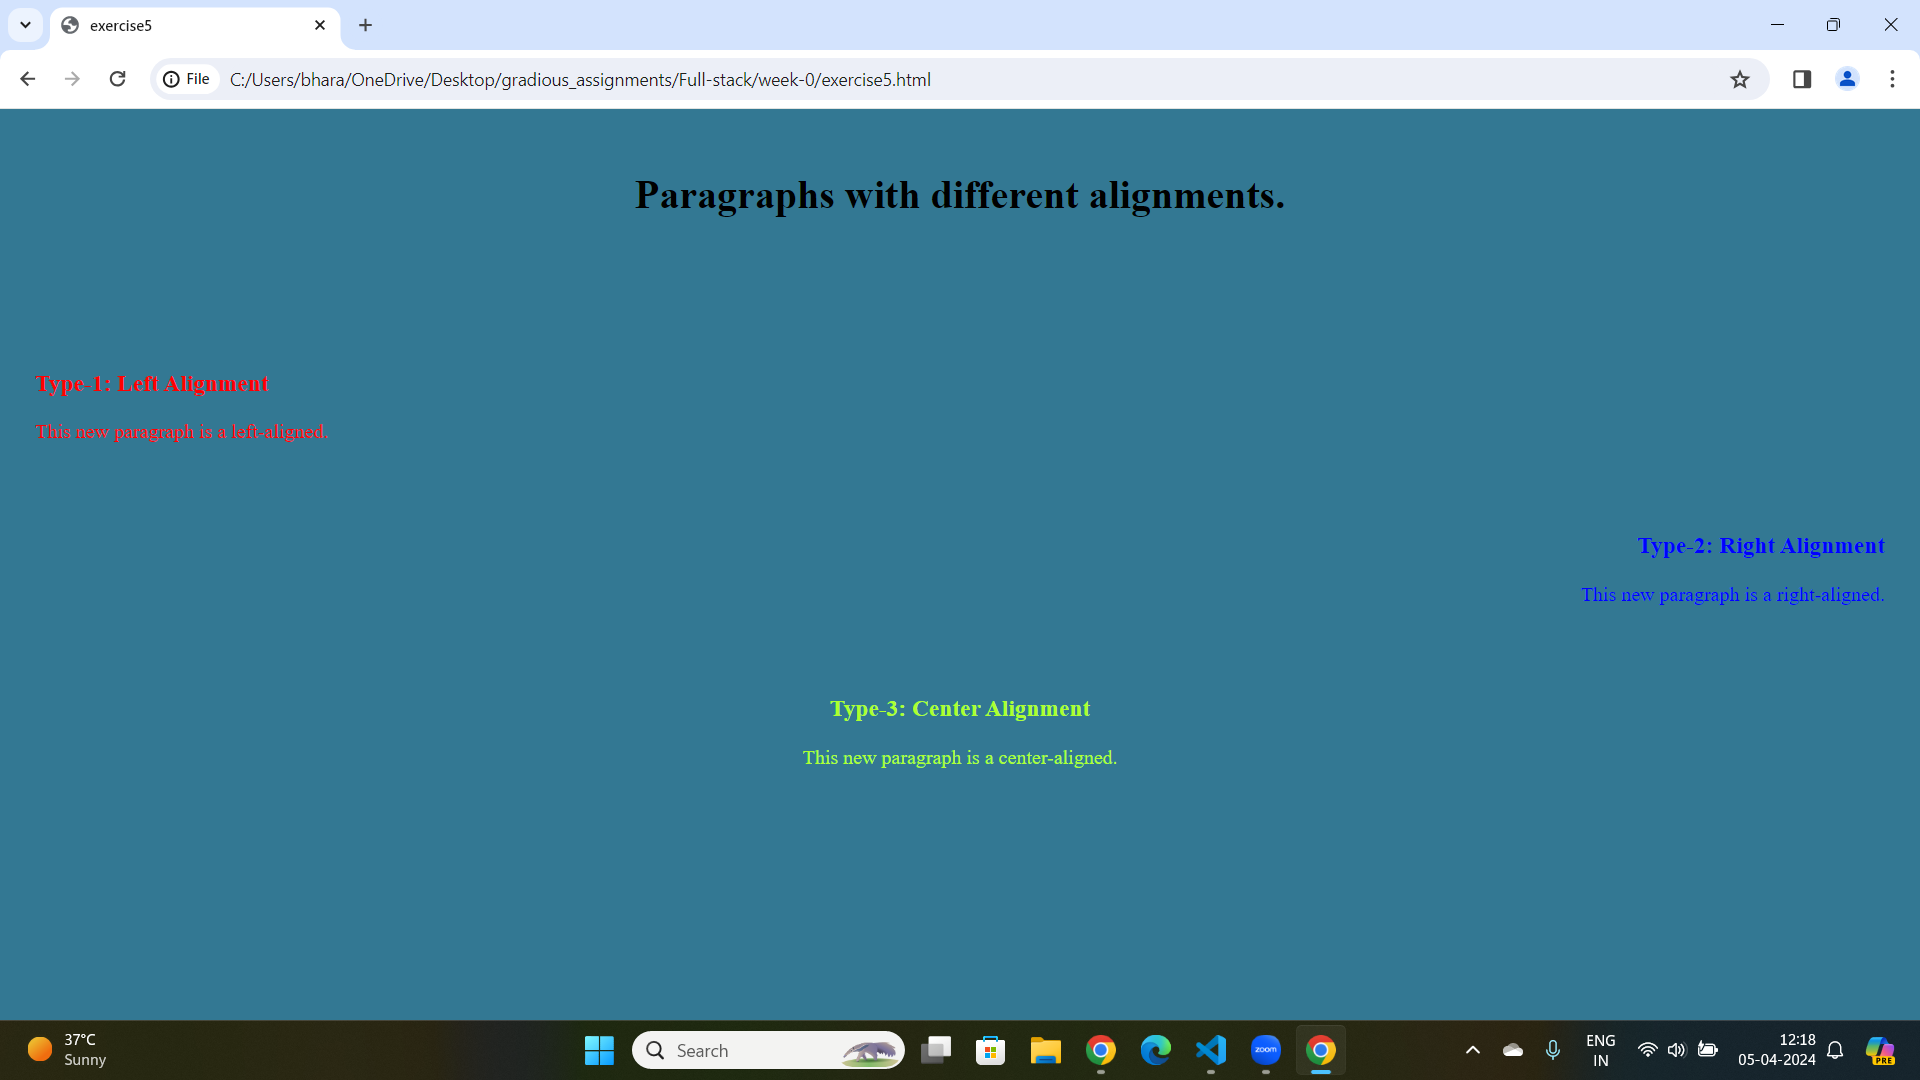 exercise5
File C:/Users/bhara/OneDrive/Desktop/gradious_assignments/Full-stack/week-0/exercise5.html
Paragraphs with different alignments.
Type-1: Left Alignment
This new paragraph is a left-aligned.
Type-2: Right Alignment
This new paragraph is a right-aligned.
Type-3: Center Alignment
This new paragraph is a center-aligned.
37°C
Sunny
Search
zoom
ENG
IN
12:18
05-04-2024
PRE